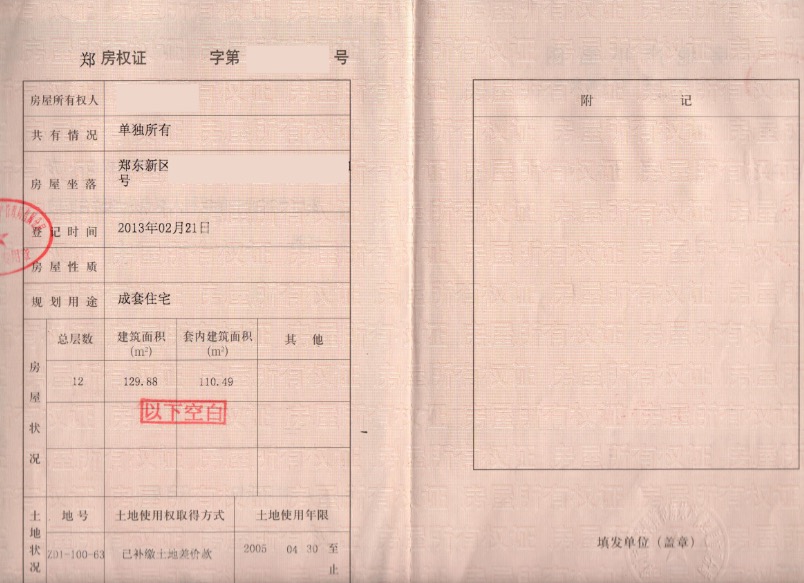 郑 房权证 字第 号
房屋所有权人
共有情况 单独所有
房屋坐落 郑东新区
号
登记时间 2013年02月21日
房屋性质
规划用途 成套住宅
房屋状况
总层数 建筑面积(m²) 套内建筑面积(m²) 其他
12 129.88 110.49
以下空白
土地状况
地号 土地使用权取得方式 土地使用年限
Z01-100-63 已补缴土地差价款 2005 04 30 至
止
附记
填发单位（盖章）